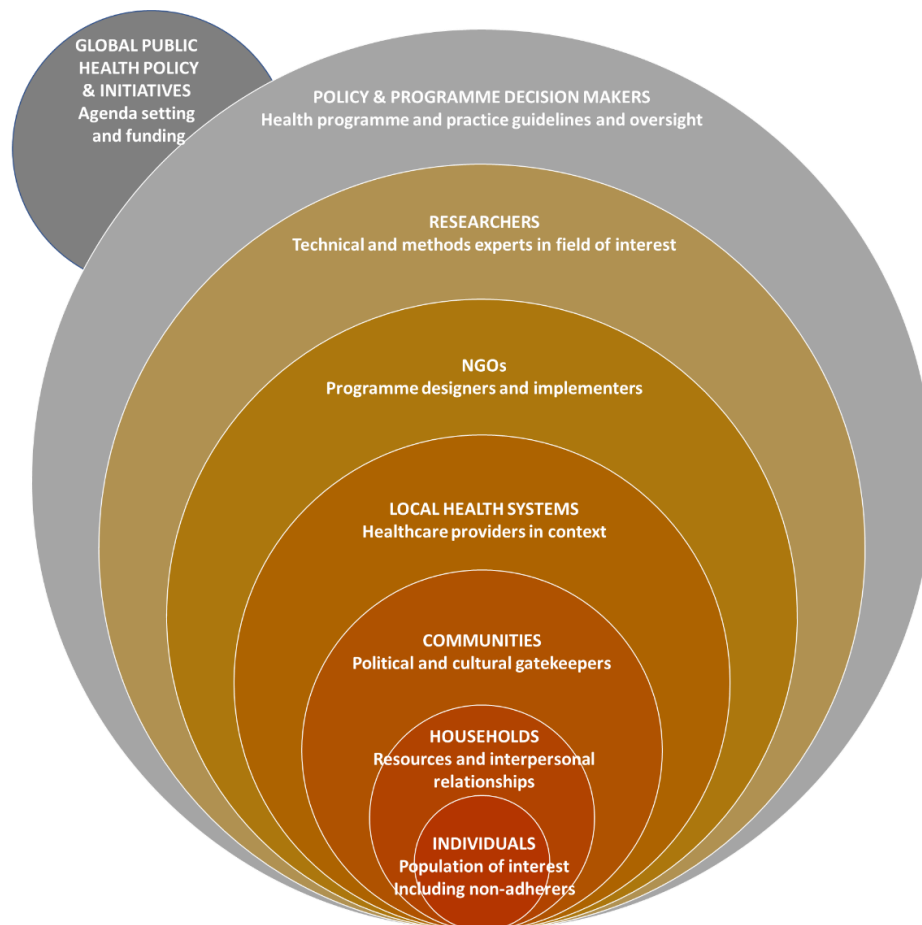 GLOBAL PUBLIC
HEALTH POLICY
& INITIATIVES
Agenda setting
and funding
POLICY & PROGRAMME DECISION MAKERS
Health programme and practice guidelines and oversight
RESEARCHERS
Technical and methods experts in field of interest
NGOs
Programme designers and implementers
LOCAL HEALTH SYSTEMS
Healthcare providers in context
COMMUNITIES
Political and cultural gatekeepers
HOUSEHOLDS
Resources and interpersonal
relationships
INDIVIDUALS
Population of interest
Including non-adherers